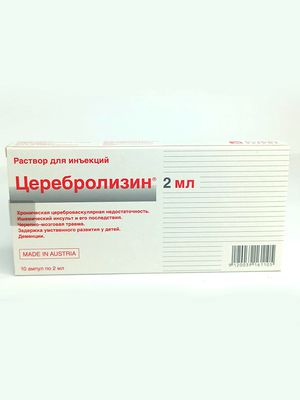 Раствор для инъекций
Церебролизин® 2 мл
Хроническая цереброваскулярная недостаточность.
Ишемический инсульт и его последствия.
Черепно-мозговая травма.
Задержка умственного развития у детей.
Деменции.
MADE IN AUSTRIA
10 ампул по 2 мл